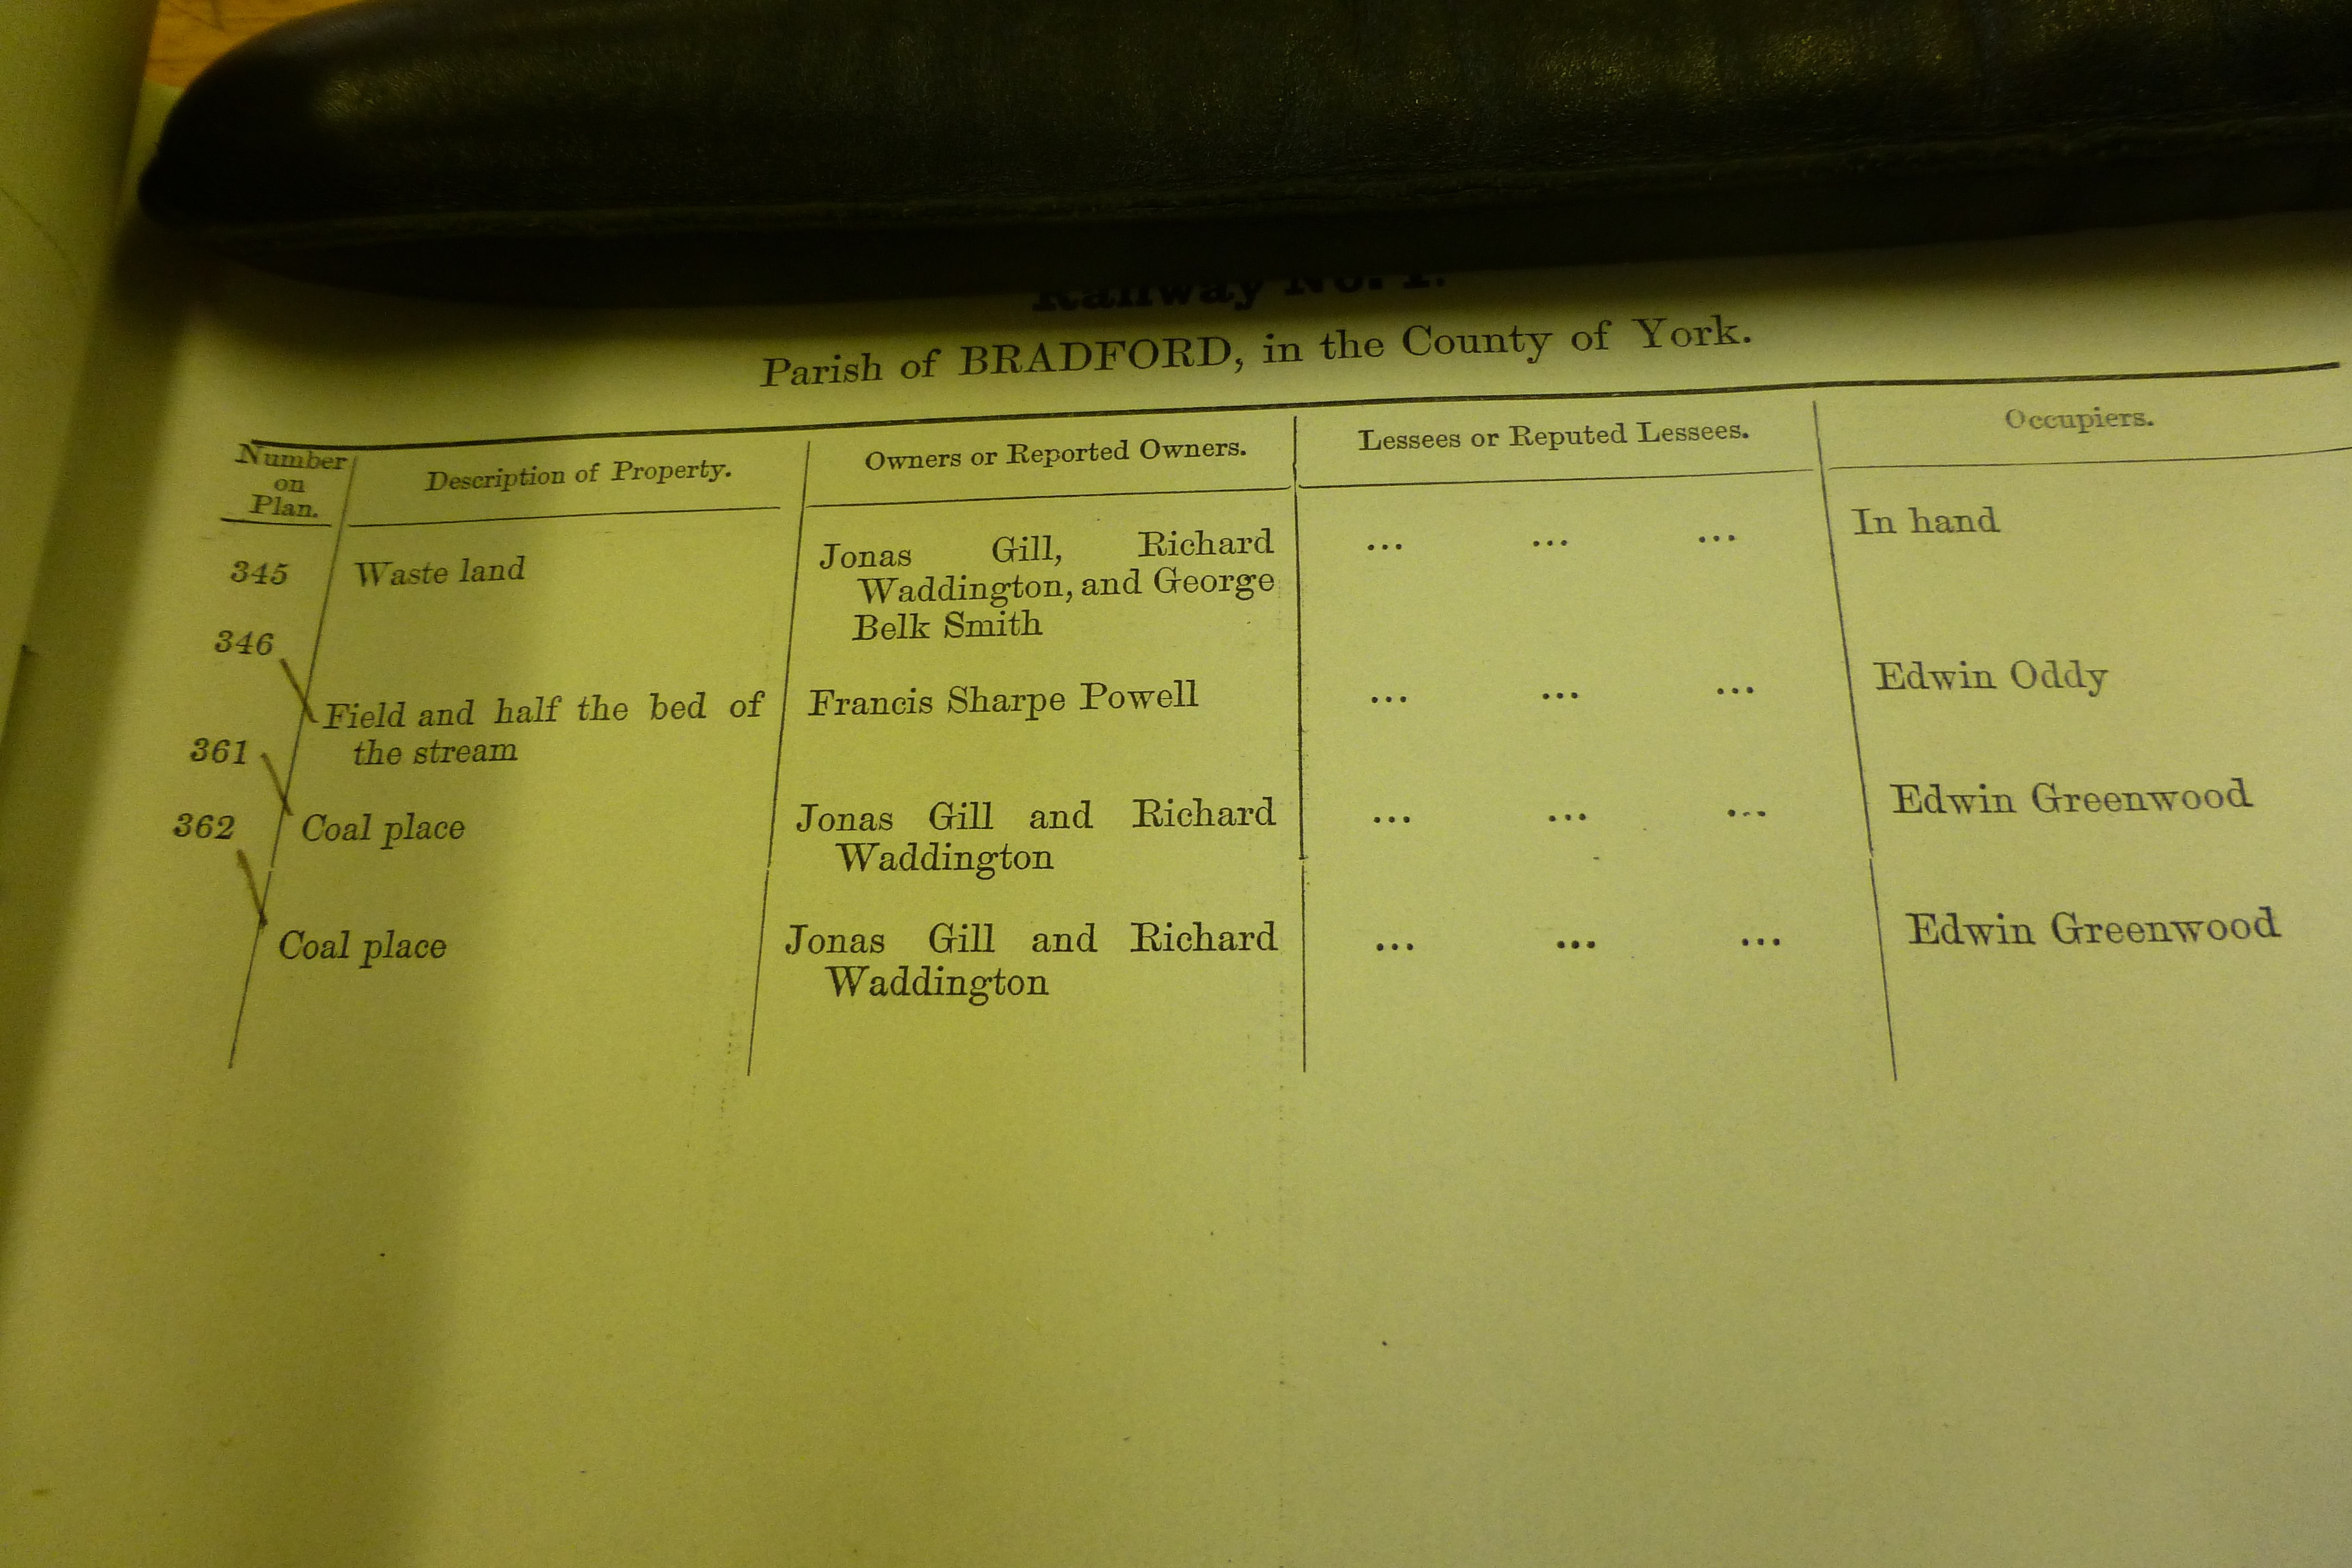 Railway No. 1.
Parish of BRADFORD, in the County of York.
Number on Plan. Description of Property. Owners or Reported Owners. Lessees or Reputed Lessees. Occupiers.
345 Waste land Jonas Gill, Richard ... ... ... In hand
Waddington, and George
Belk Smith
346 Field and half the bed of Francis Sharpe Powell ... ... ... Edwin Oddy
the stream
361 Coal place Jonas Gill and Richard ... ... ... Edwin Greenwood
Waddington
362 Coal place Jonas Gill and Richard ... ... ... Edwin Greenwood
Waddington